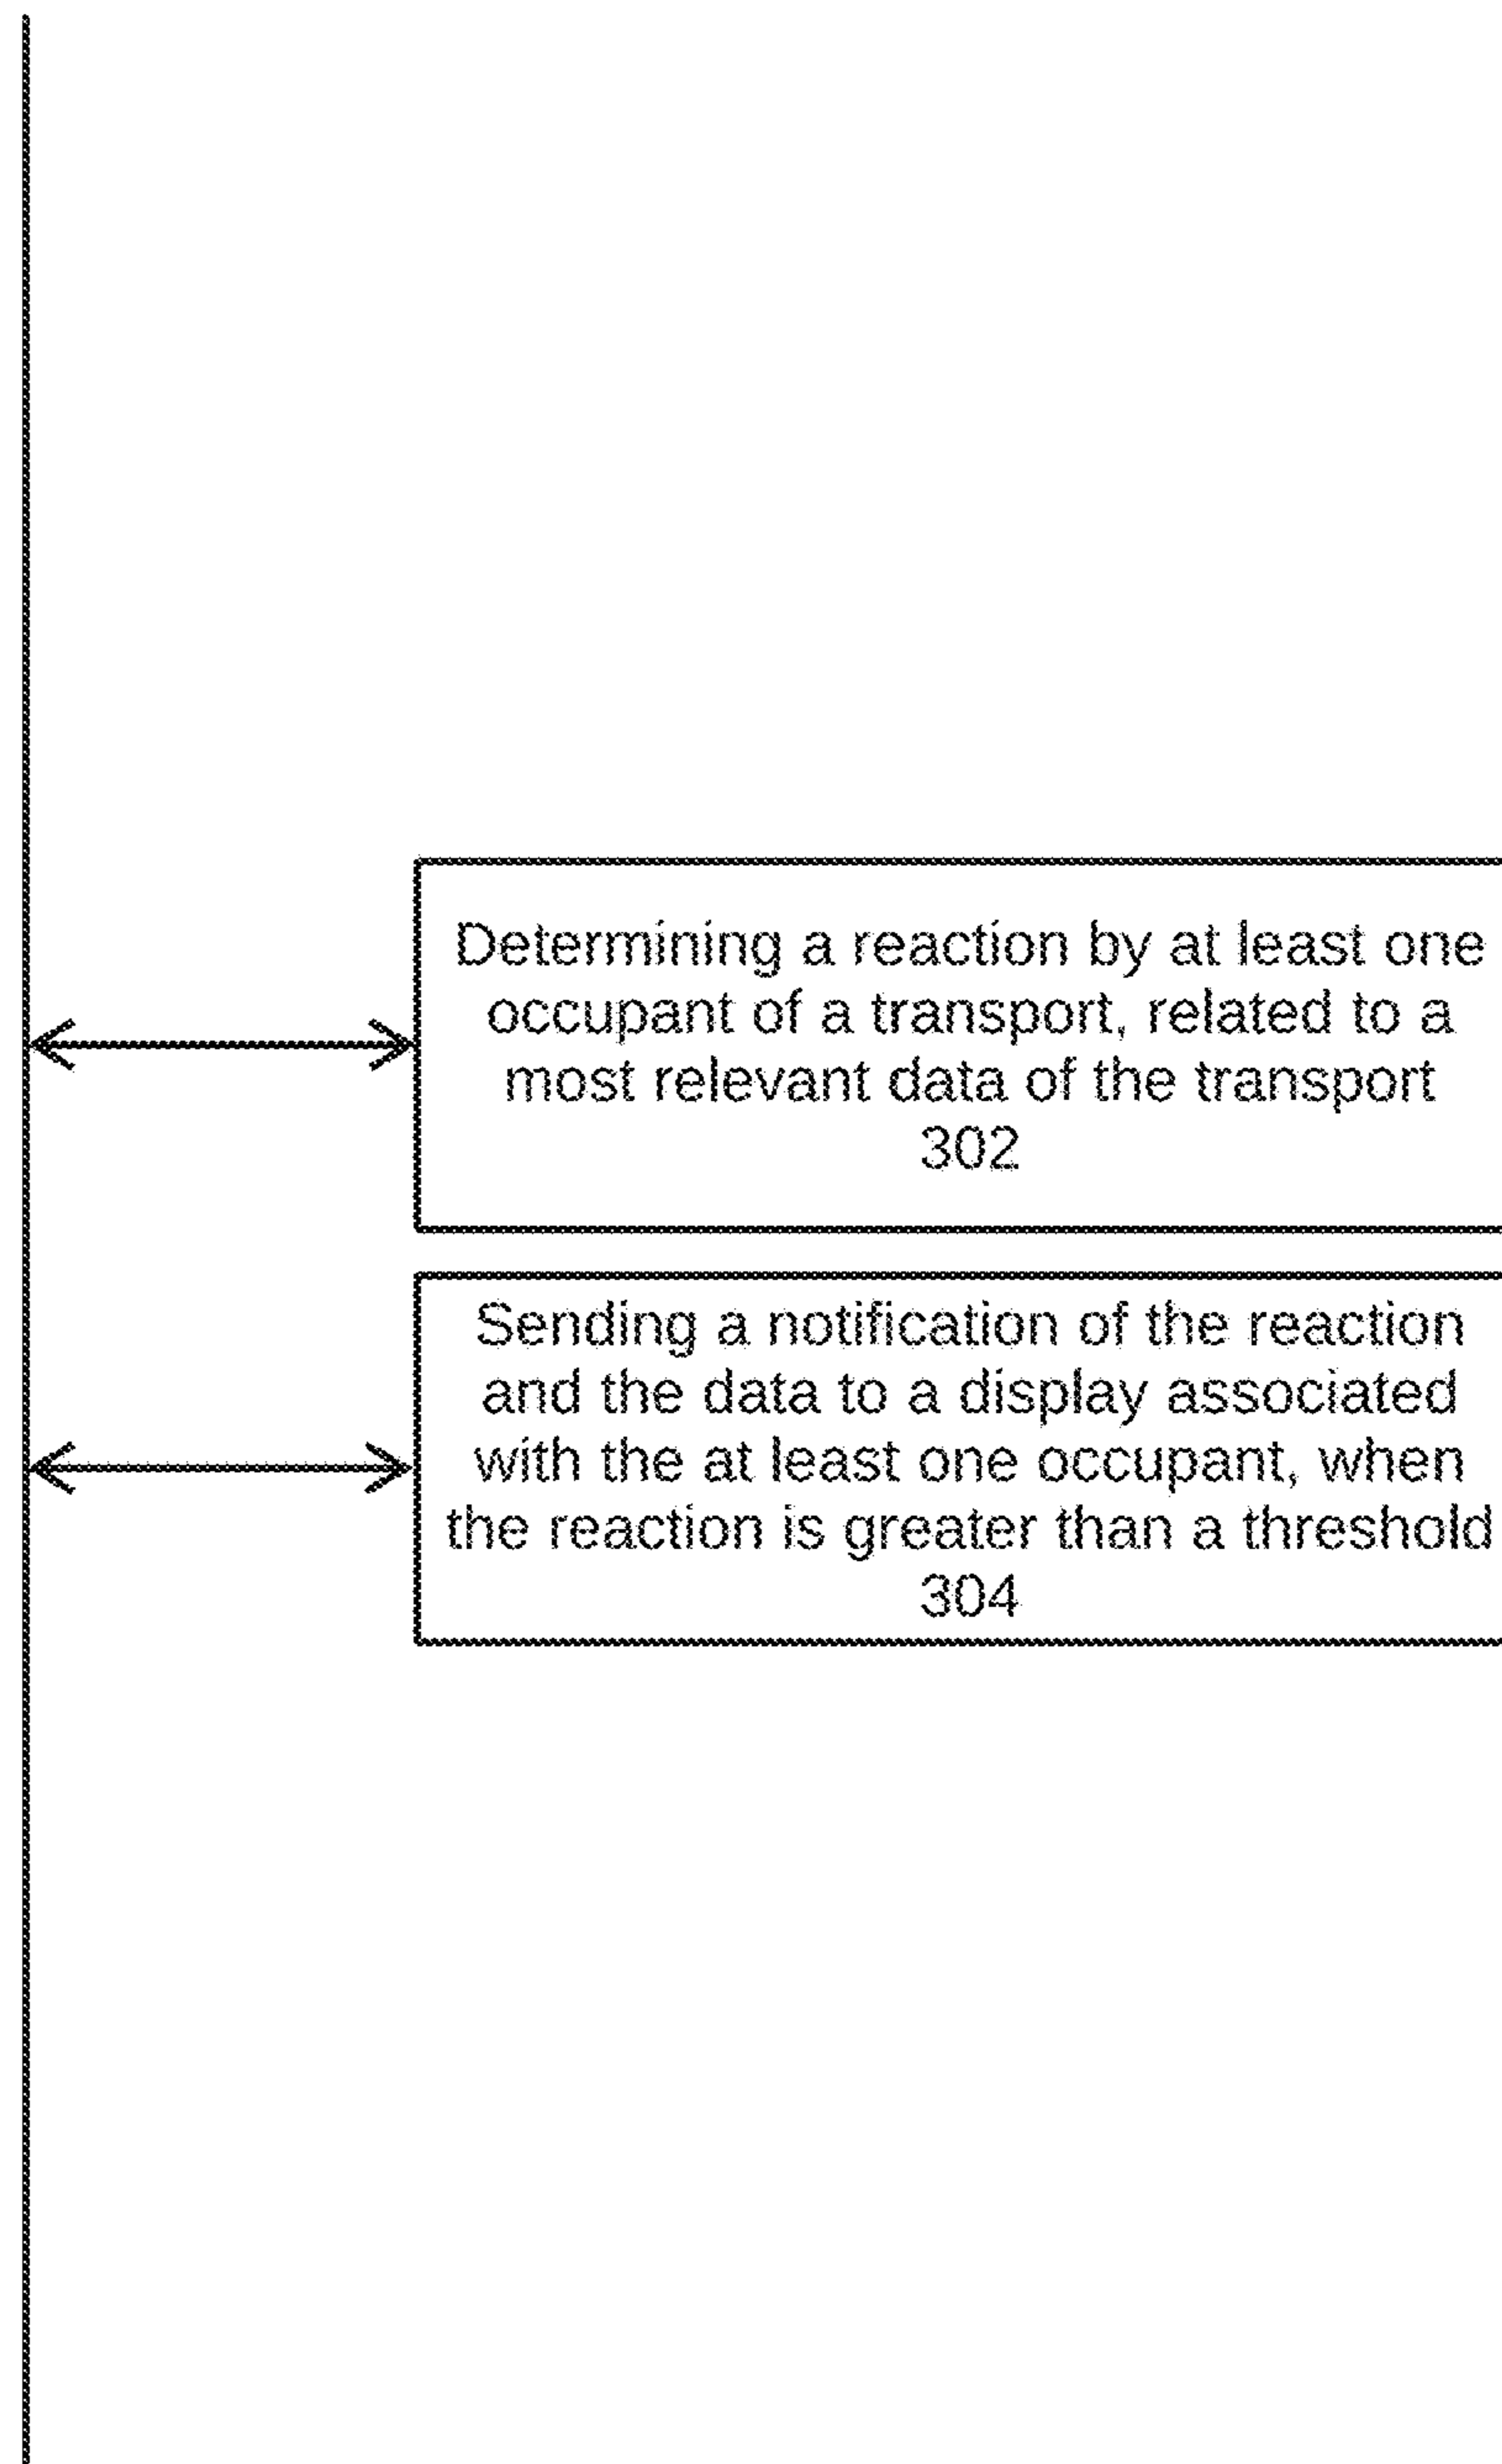 Determining a reaction by at least one
occupant of a transport, related to a
most relevant data of the transport
302
Sending a notification of the reaction
and the data to a display associated
with the at least one occupant, when
the reaction is greater than a threshold
304